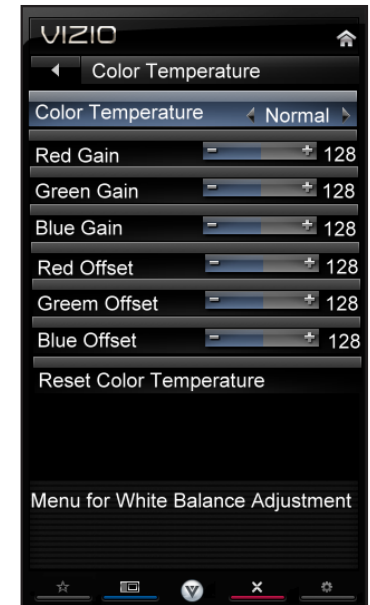 VIZIO
Color Temperature
Color Temperature Normal
Red Gain - + 128
Green Gain - + 128
Blue Gain - + 128
Red Offset - + 128
Greem Offset - + 128
Blue Offset - + 128
Reset Color Temperature
Menu for White Balance Adjustment
V